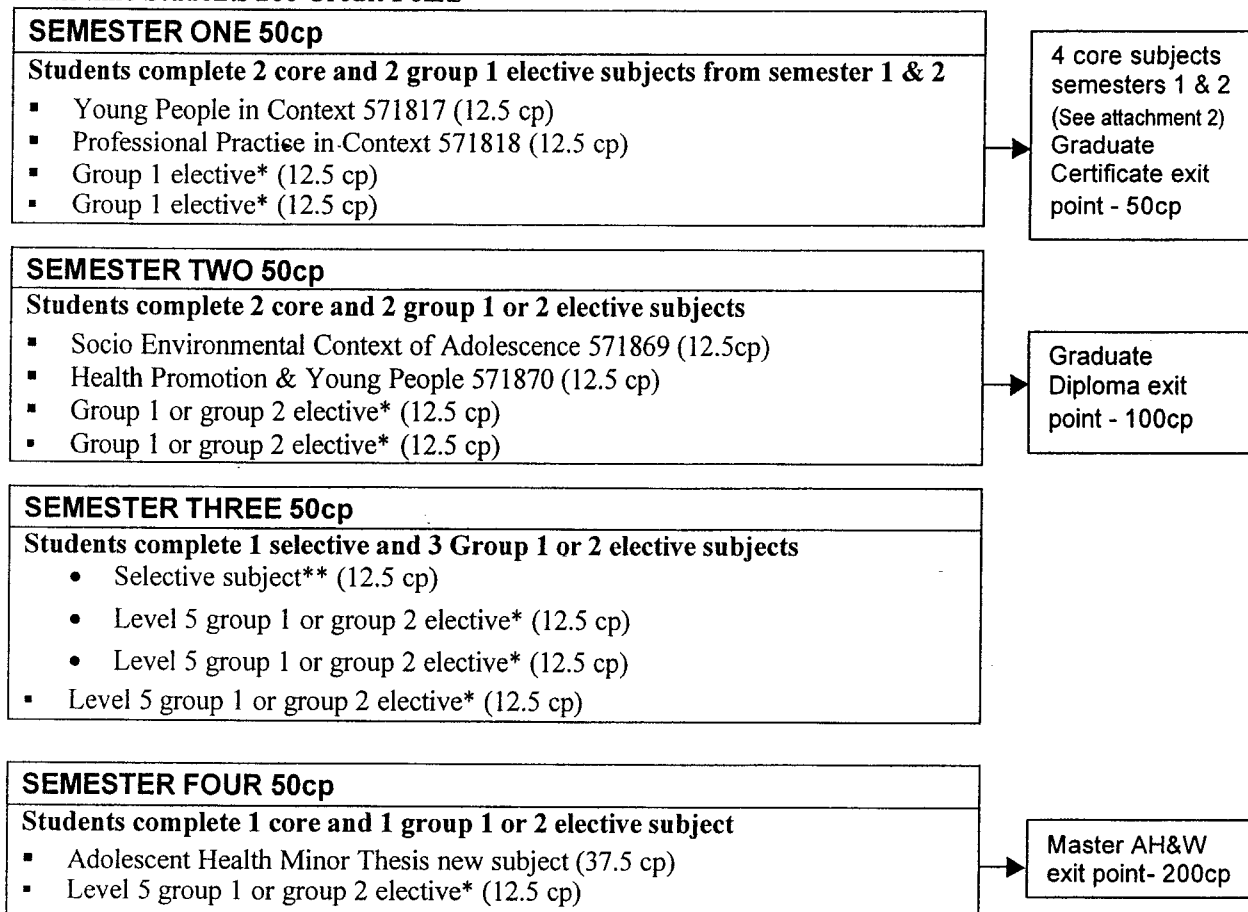 SEMESTER ONE 50cp
Students complete 2 core and 2 group 1 elective subjects from semester 1 & 2
▪ Young People in Context 571817 (12.5 cp)
▪ Professional Practise in Context 571818 (12.5 cp)
▪ Group 1 elective* (12.5 cp)
▪ Group 1 elective* (12.5 cp)
4 core subjects
semesters 1 & 2
(See attachment 2)
Graduate
Certificate exit
point - 50cp
SEMESTER TWO 50cp
Students complete 2 core and 2 group 1 or 2 elective subjects
▪ Socio Environmental Context of Adolescence 571869 (12.5cp)
▪ Health Promotion & Young People 571870 (12.5 cp)
▪ Group 1 or group 2 elective* (12.5 cp)
▪ Group 1 or group 2 elective* (12.5 cp)
Graduate
Diploma exit
point - 100cp
SEMESTER THREE 50cp
Students complete 1 selective and 3 Group 1 or 2 elective subjects
• Selective subject** (12.5 cp)
• Level 5 group 1 or group 2 elective* (12.5 cp)
• Level 5 group 1 or group 2 elective* (12.5 cp)
▪ Level 5 group 1 or group 2 elective* (12.5 cp)
SEMESTER FOUR 50cp
Students complete 1 core and 1 group 1 or 2 elective subject
▪ Adolescent Health Minor Thesis new subject (37.5 cp)
▪ Level 5 group 1 or group 2 elective* (12.5 cp)
Master AH&W
exit point- 200cp